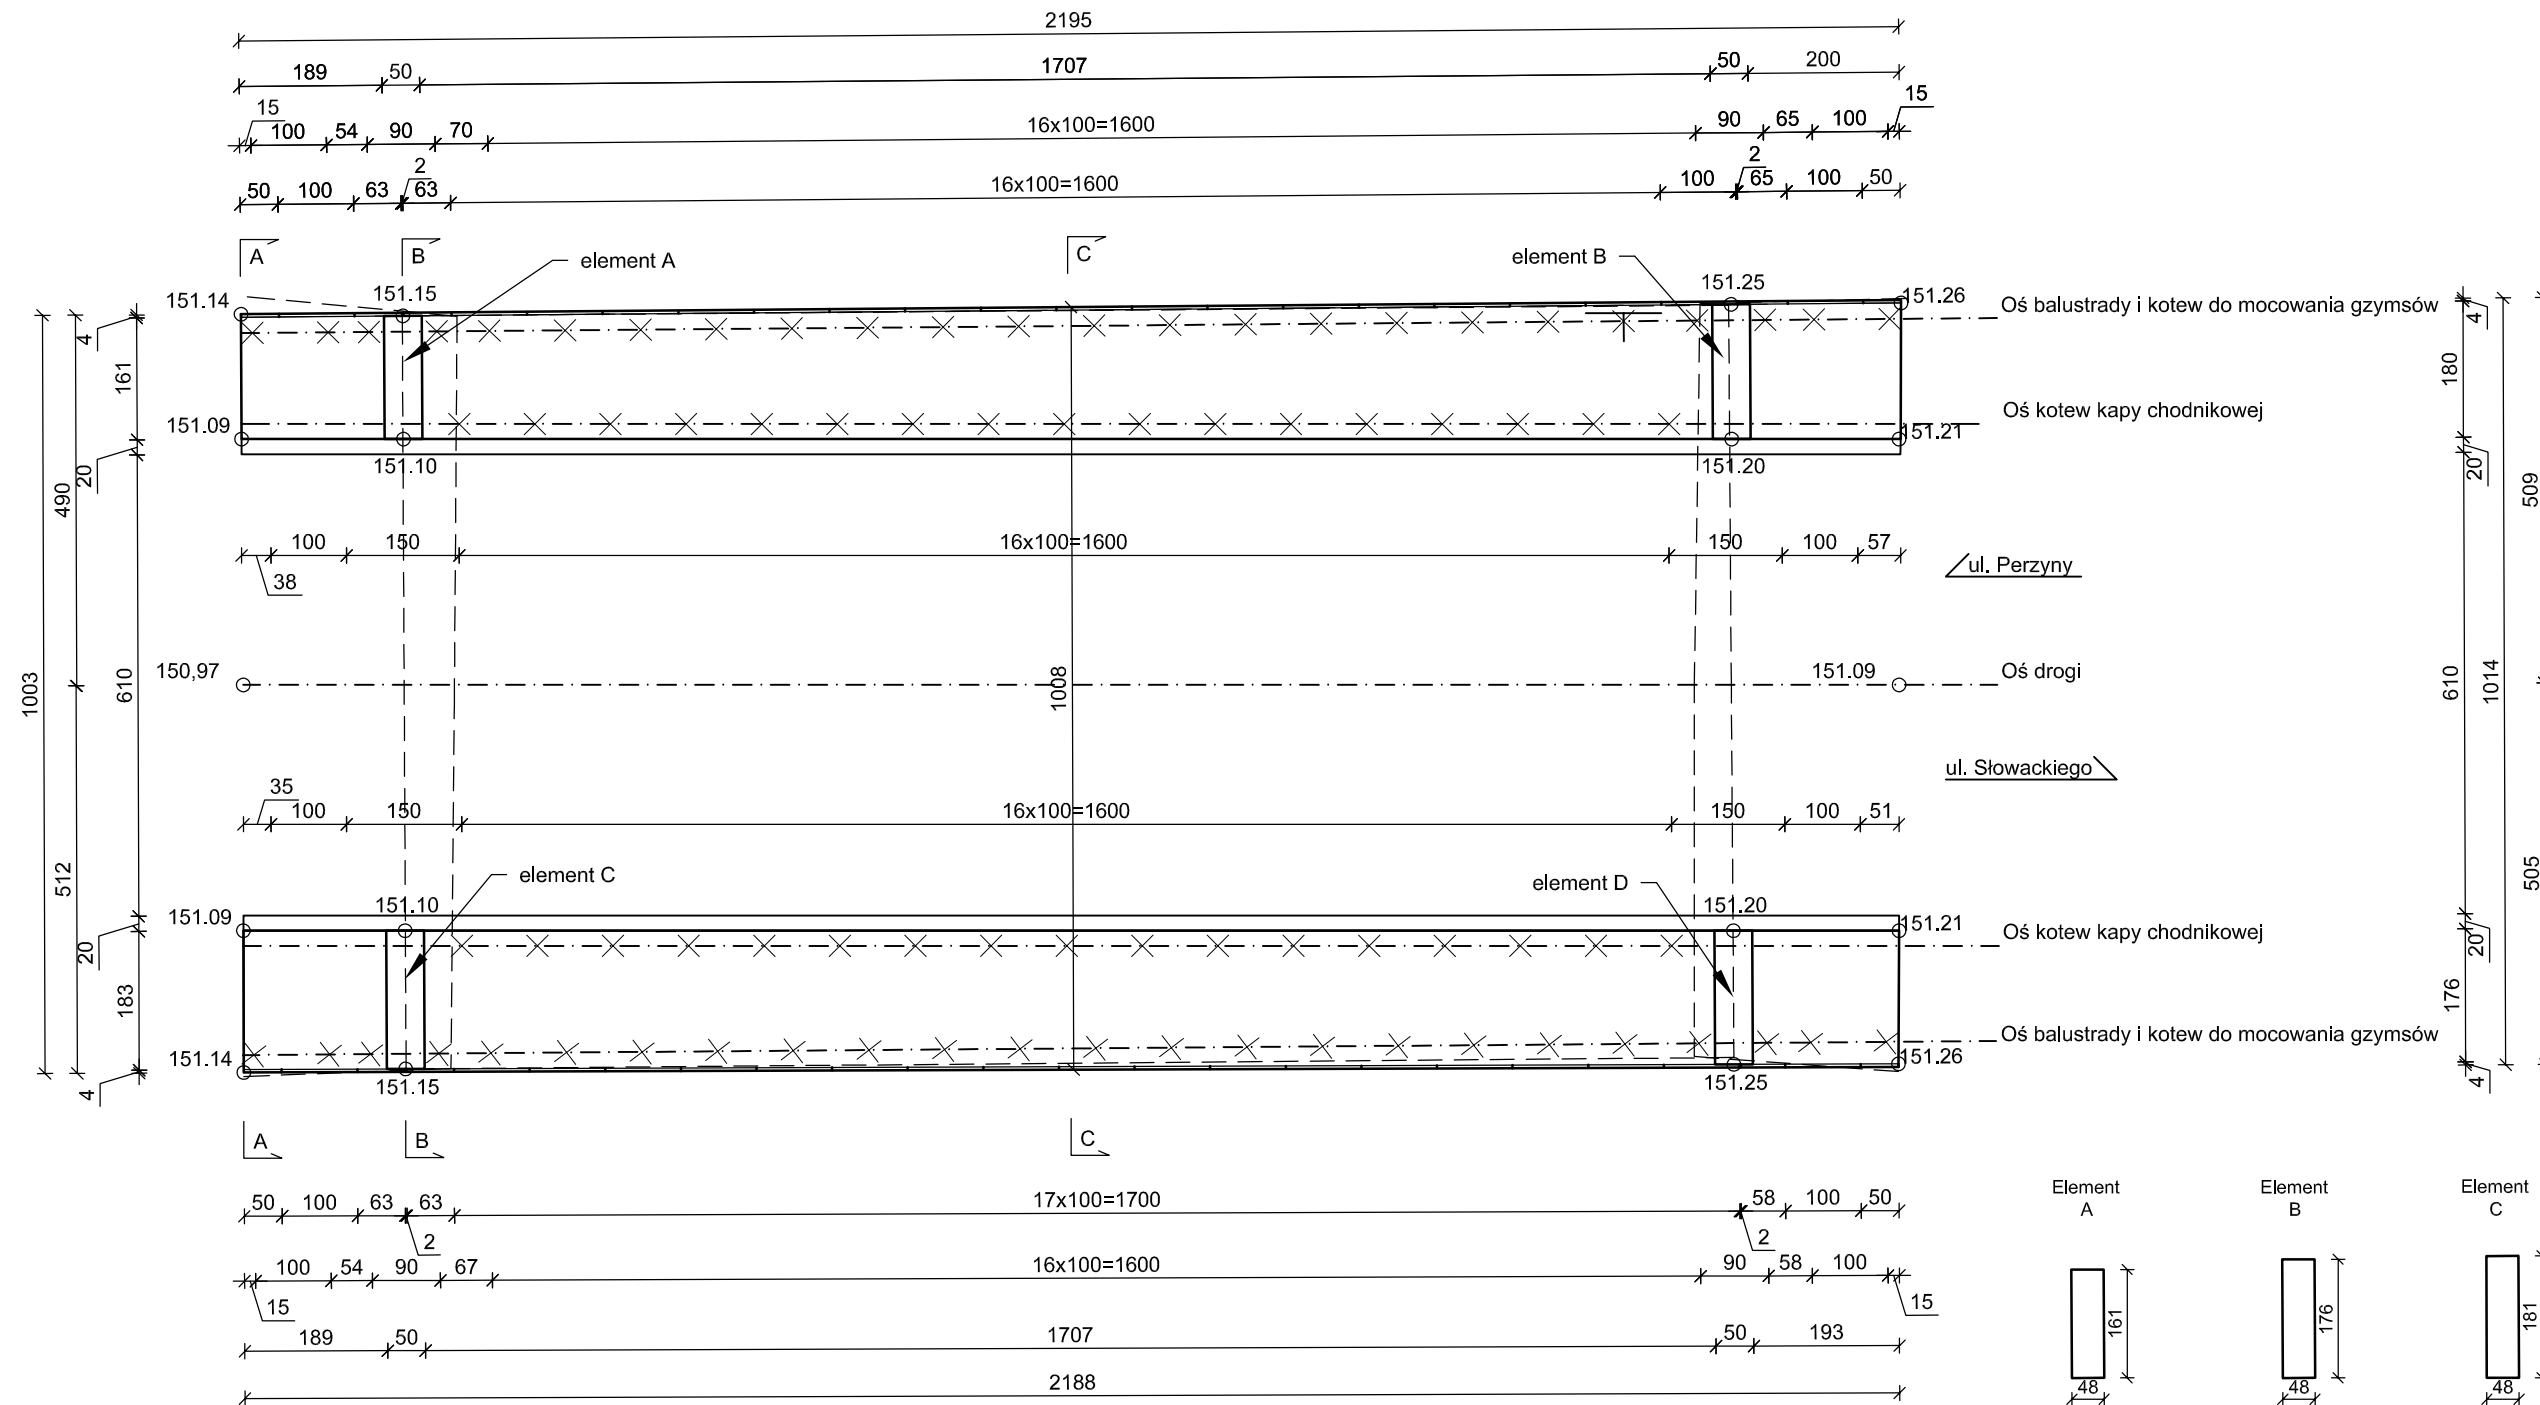 2195
189 50 1707 50 200
15 15
100 54 90 70 16x100=1600 90 65 100
2 2
50 100 63 63 16x100=1600 100 65 100 50
A B C
element A element B
151.14 151.15 151.25 151.26 Oś balustrady i kotew do mocowania gzymsów
4 4
161 180
Oś kotew kapy chodnikowej
151.09 151.21
151.10 151.20
20 20
490 509
100 150 16x100=1600 150 100 57
38
ul. Perzyny
1003 610 150,97 1008 151.09 Oś drogi 610 1014
ul. Słowackiego
35
100 150 16x100=1600 150 100 51
512 505
element C element D
151.09 151.10 151.20 151.21
Oś kotew kapy chodnikowej
20 20
183 176
Oś balustrady i kotew do mocowania gzymsów
151.14 151.15 151.25 151.26
4 4
A B C
50 100 63 63 17x100=1700 58 100 50
2 2
100 54 90 67 16x100=1600 90 58 100
15 15
189 50 1707 50 193
2188
Element
A
161
48
Element
B
176
48
Element
C
181
48